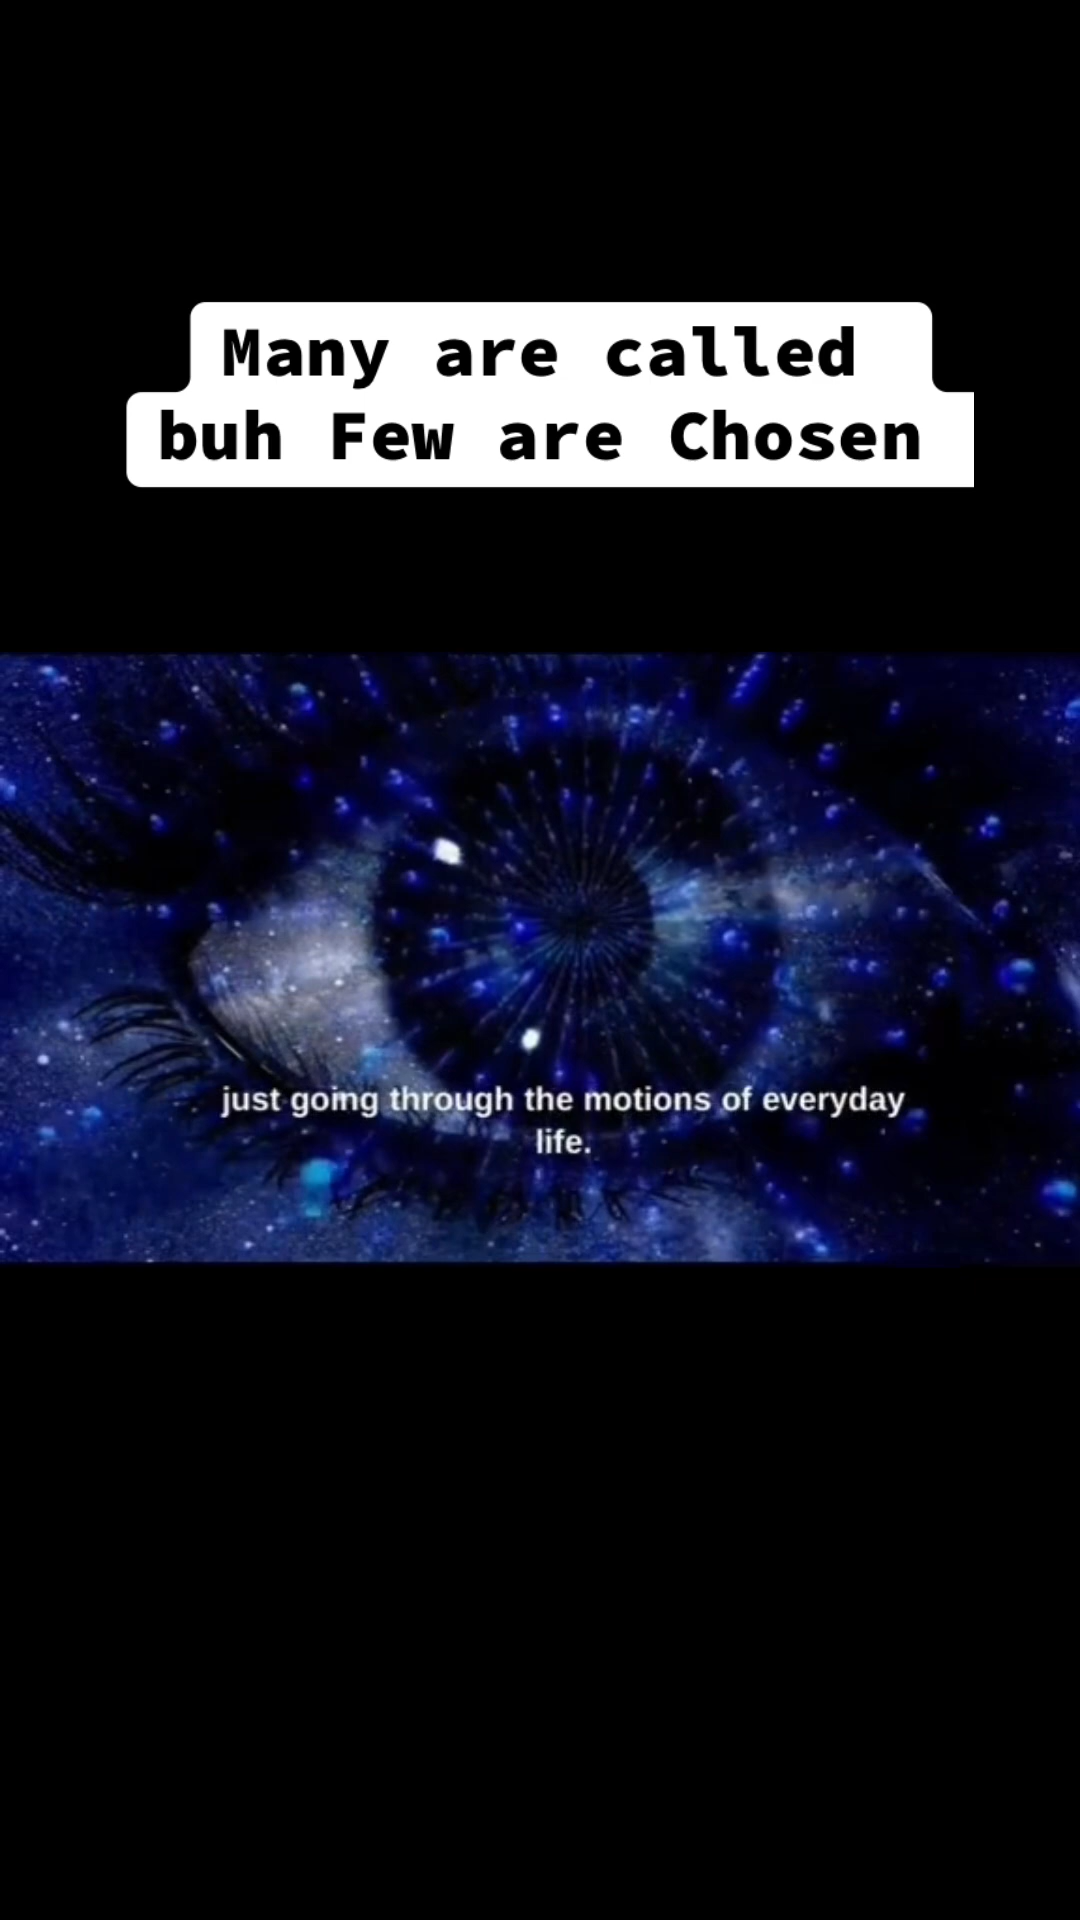 Many are called
buh Few are Chosen
just going through the motions of everyday
life.